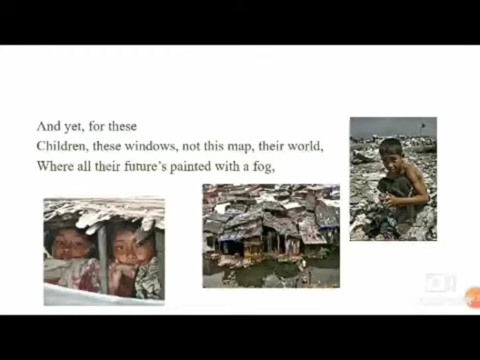 And yet, for these
Children, these windows, not this map, their world,
Where all their future's painted with a fog,